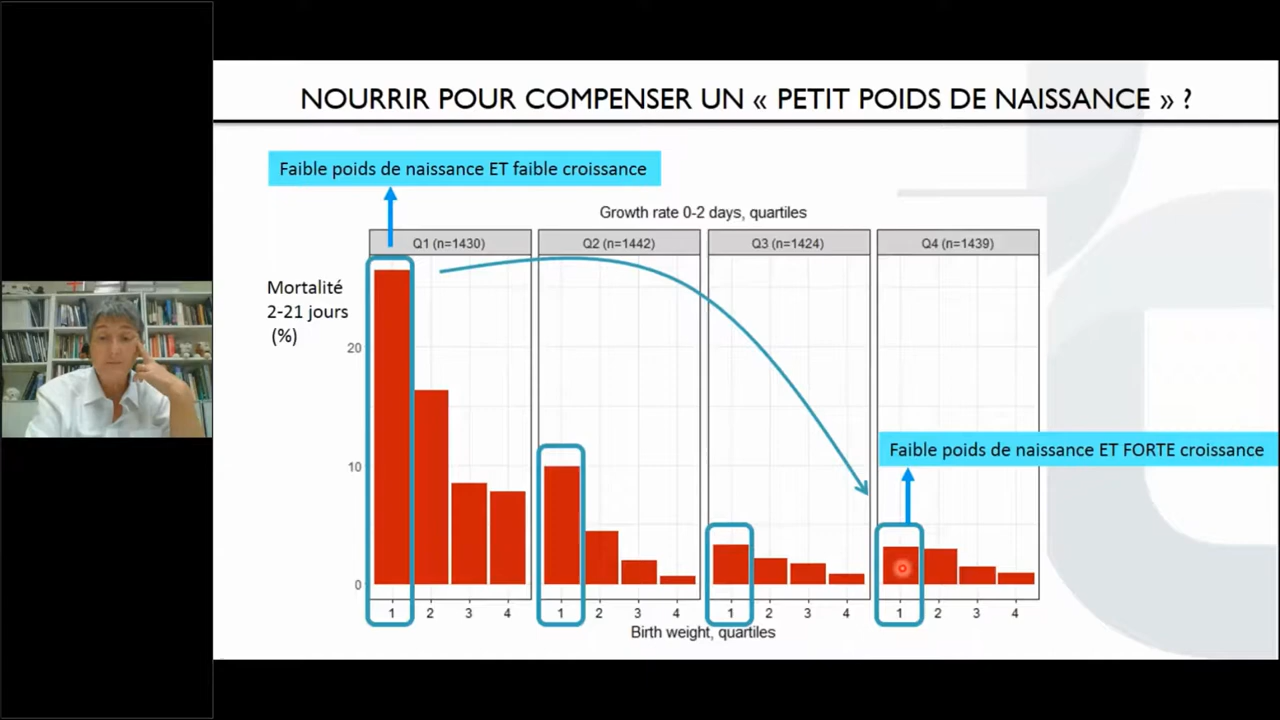 NOURRIR POUR COMPENSER UN « PETIT POIDS DE NAISSANCE » ?
Faible poids de naissance ET faible croissance
Growth rate 0-2 days, quartiles
Q1 (n=1430) Q2 (n=1442) Q3 (n=1424) Q4 (n=1439)
Mortalité
2-21 jours
(%)
20
10
0
Faible poids de naissance ET FORTE croissance
1 2 3 4 1 2 3 4 1 2 3 4 1 2 3 4
Birth weight, quartiles